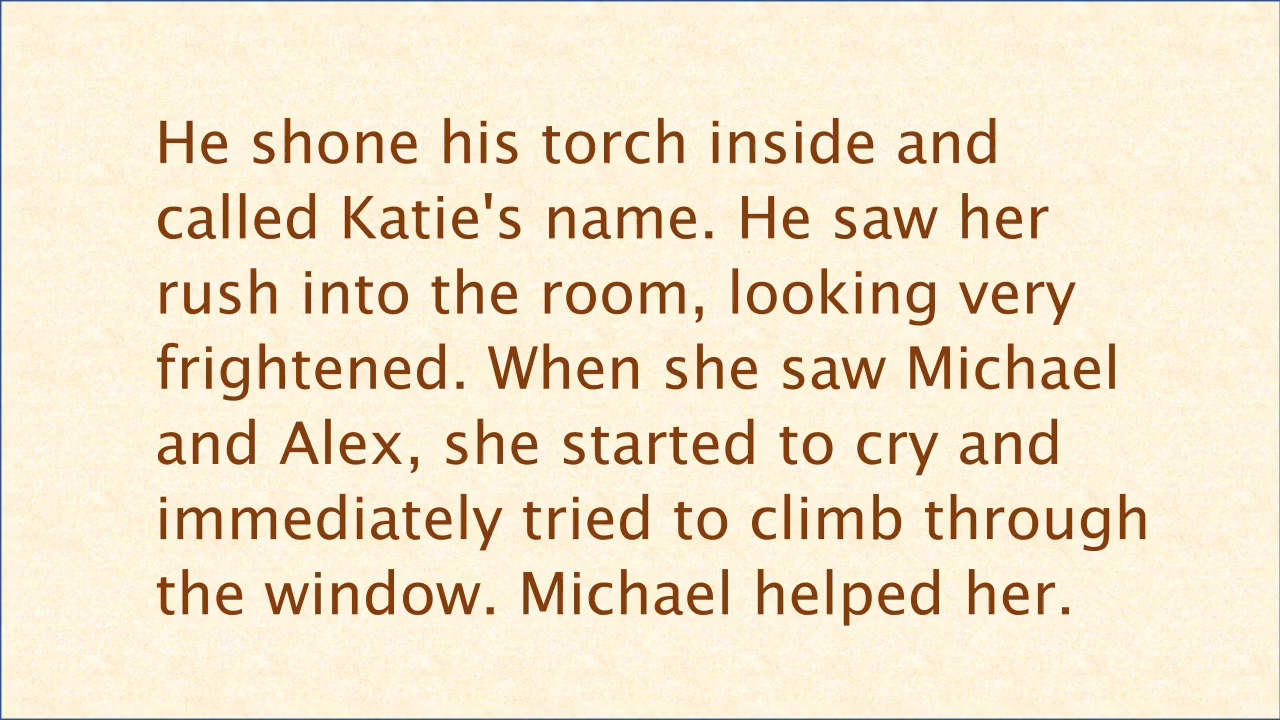 He shone his torch inside and
called Katie's name. He saw her
rush into the room, looking very
frightened. When she saw Michael
and Alex, she started to cry and
immediately tried to climb through
the window. Michael helped her.